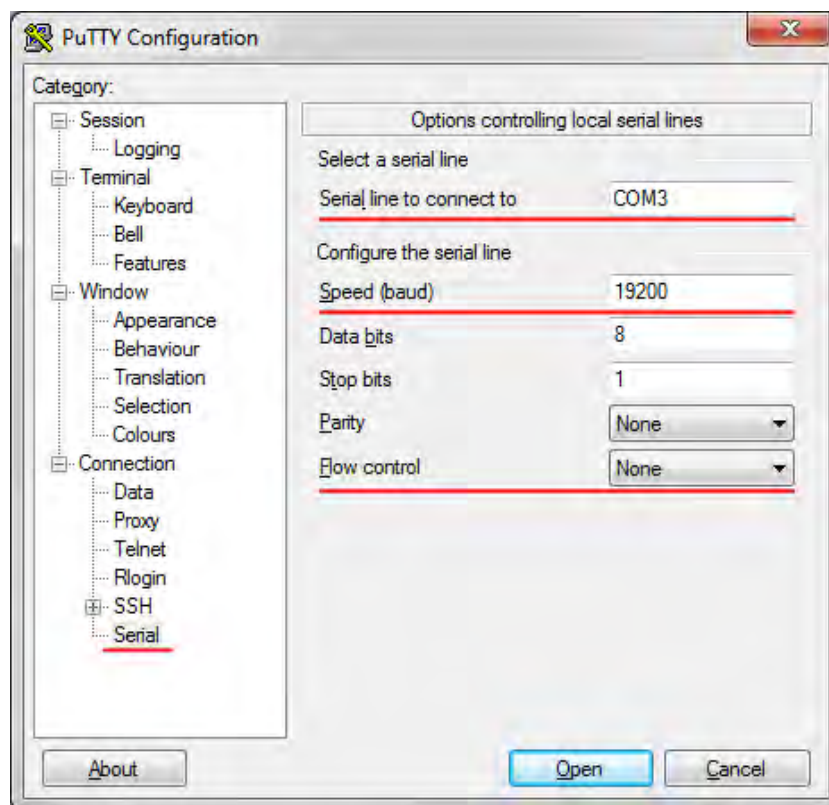 PuTTY Configuration
Category:
Session
Logging
Terminal
Keyboard
Bell
Features
Window
Appearance
Behaviour
Translation
Selection
Colours
Connection
Data
Proxy
Telnet
Rlogin
SSH
Serial
Options controlling local serial lines
Select a serial line
Serial line to connect to COM3
Configure the serial line
Speed (baud) 19200
Data bits 8
Stop bits 1
Parity None
Flow control None
About Open Cancel